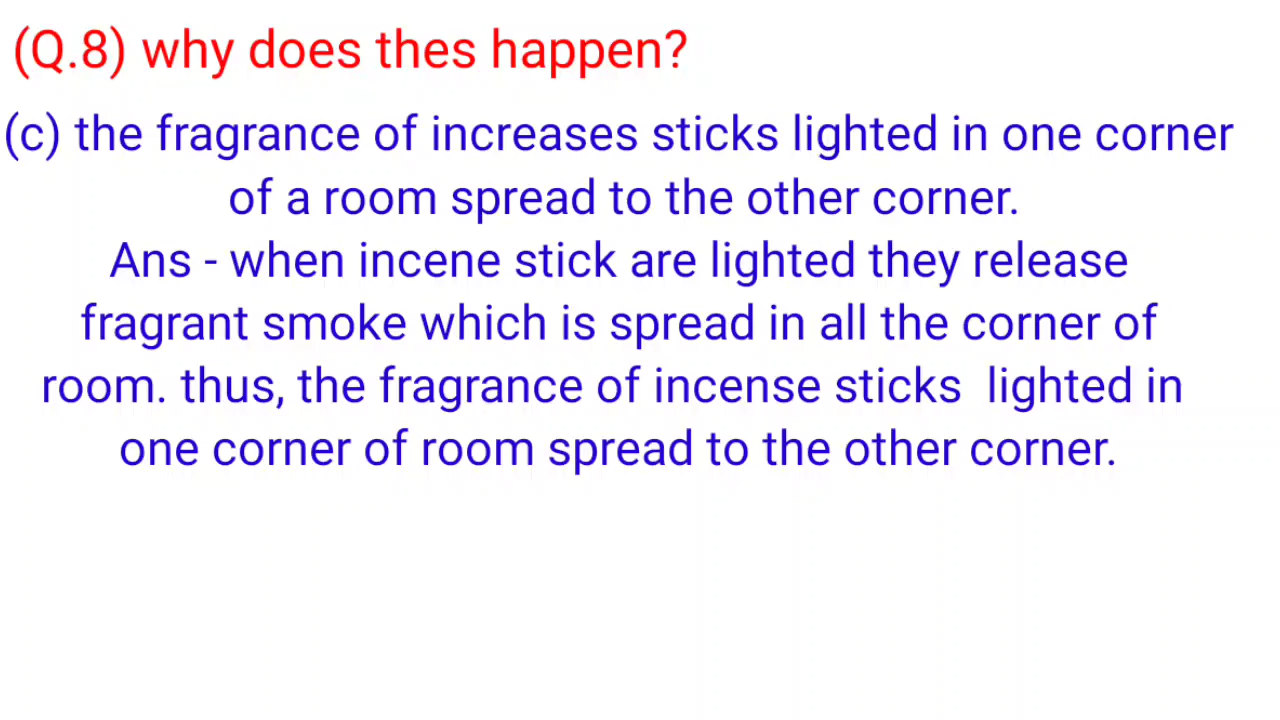 (Q.8) why does thes happen?
(c) the fragrance of increases sticks lighted in one corner
of a room spread to the other corner.
Ans - when incene stick are lighted they release
fragrant smoke which is spread in all the corner of
room. thus, the fragrance of incense sticks lighted in
one corner of room spread to the other corner.